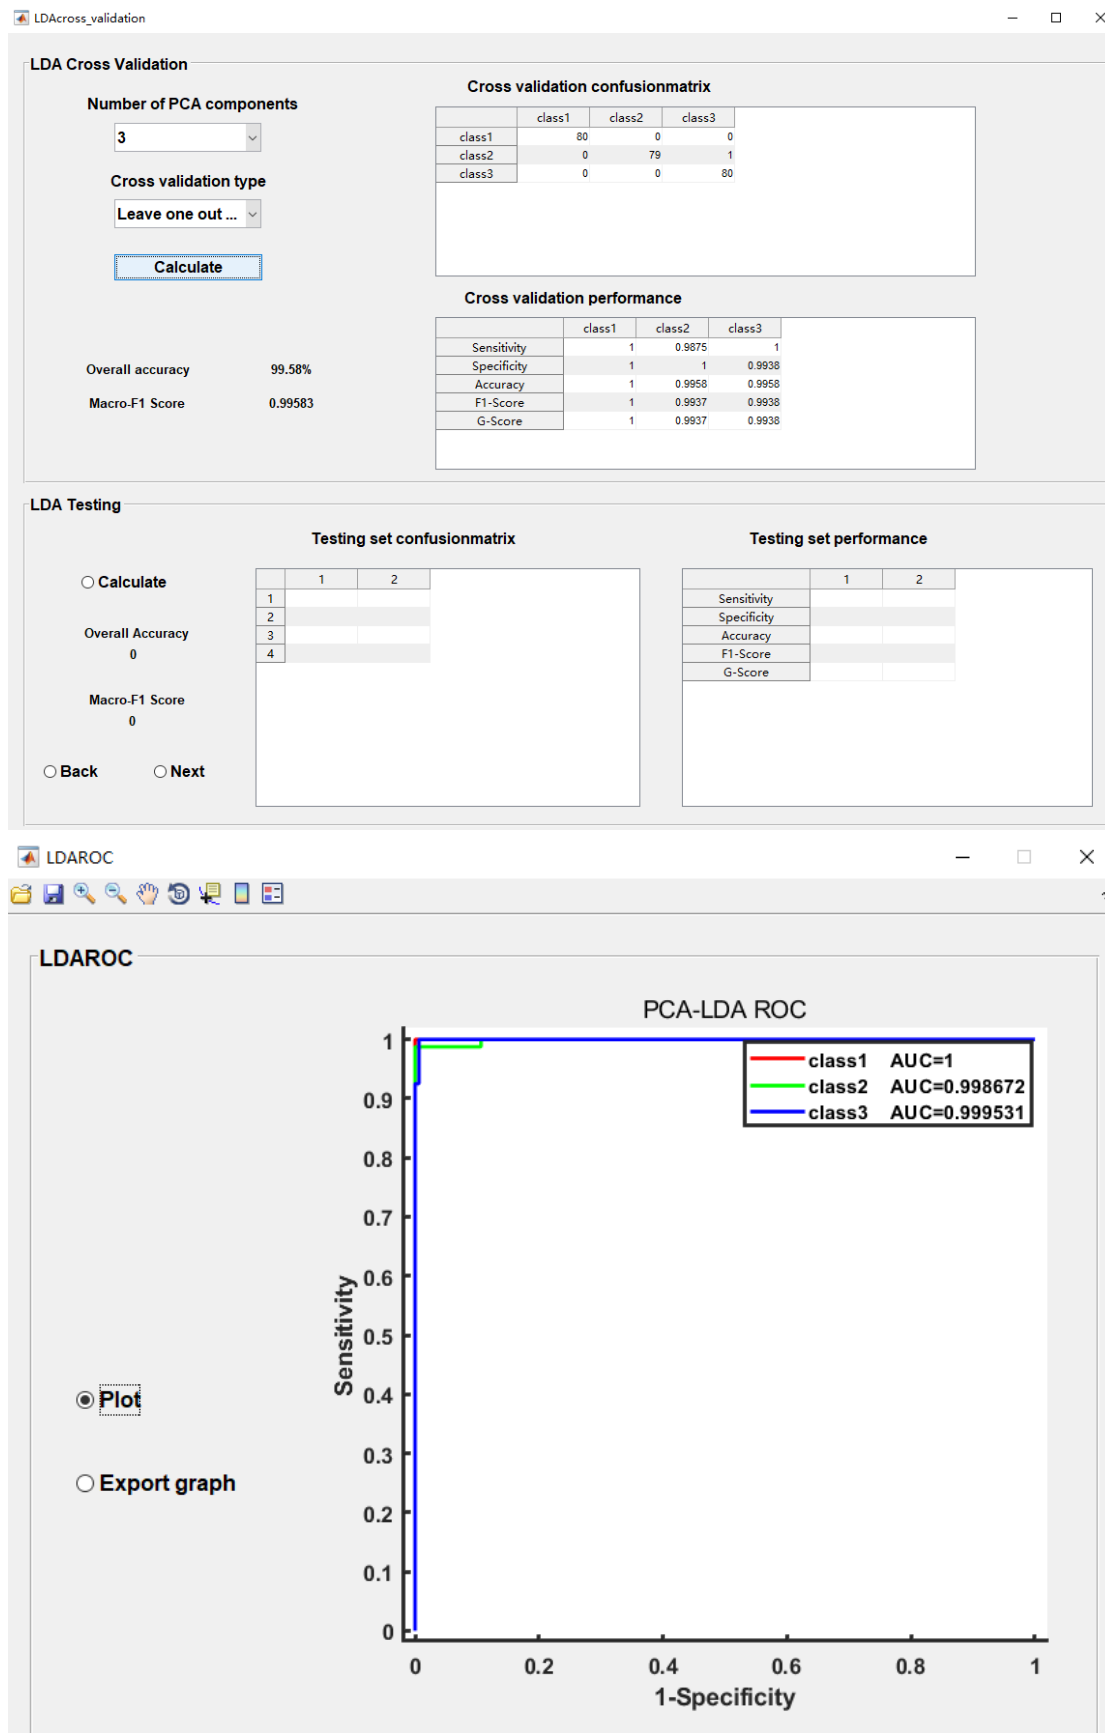 LDAcross_validation
LDA Cross Validation
Number of PCA components
3
Cross validation type
Leave one out ...
Calculate
Overall accuracy 99.58%
Macro-F1 Score 0.99583
Cross validation confusionmatrix
class1 class2 class3
class1 80 0 0
class2 0 79 1
class3 0 0 80
Cross validation performance
class1 class2 class3
Sensitivity 1 0.9875 1
Specificity 1 1 0.9938
Accuracy 1 0.9958 0.9958
F1-Score 1 0.9937 0.9938
G-Score 1 0.9937 0.9938
LDA Testing
Calculate
Overall Accuracy
0
Macro-F1 Score
0
Back Next
Testing set confusionmatrix
1 2
1
2
3
4
Testing set performance
1 2
Sensitivity
Specificity
Accuracy
F1-Score
G-Score
LDAROC
LDAROC
Plot
Export graph
PCA-LDA ROC
class1 AUC=1
class2 AUC=0.998672
class3 AUC=0.999531
Sensitivity
1
0.9
0.8
0.7
0.6
0.5
0.4
0.3
0.2
0.1
0
0 0.2 0.4 0.6 0.8 1
1-Specificity